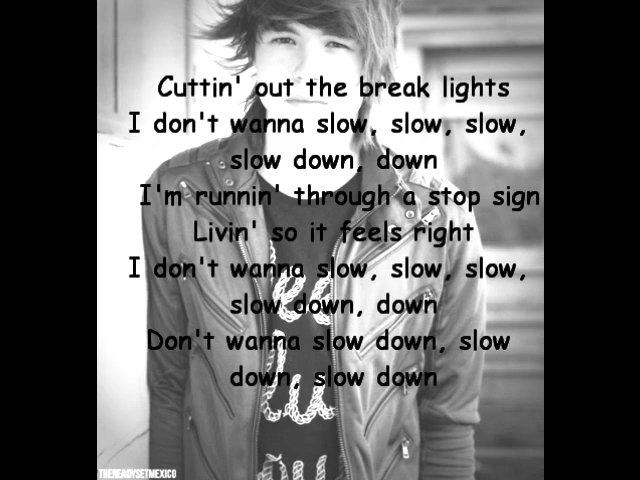 Cuttin' out the break lights
I don't wanna slow, slow, slow,
slow down, down
I'm runnin' through a stop sign
Livin' so it feels right
I don't wanna slow, slow, slow,
slow down, down
Don't wanna slow down, slow
down, slow down
THEREADYSETMEXICO